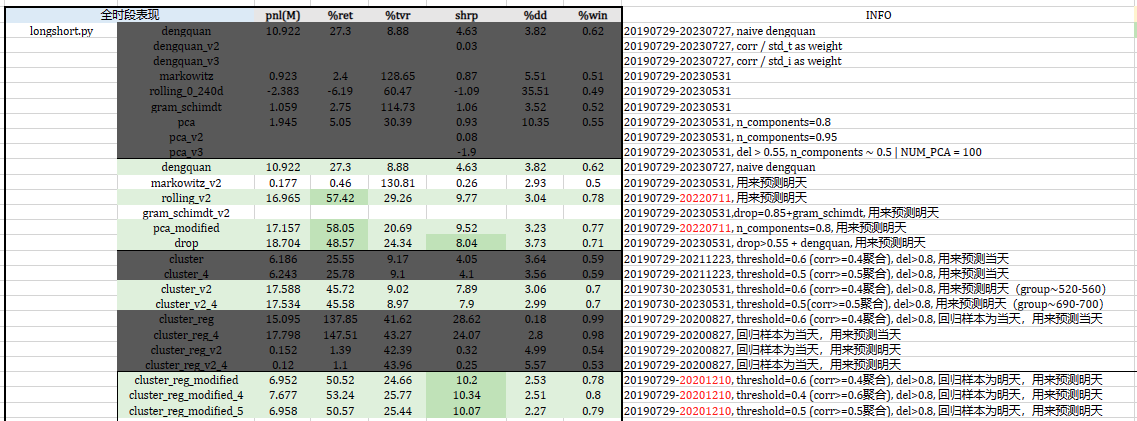 全时段表现 pnl(M) %ret %tvr shrp %dd %win INFO
longshort.py dengquan 10.922 27.3 8.88 4.63 3.82 0.62 20190729-20230727, naive dengquan
dengquan_v2 0.03 20190729-20230727, corr / std_t as weight
dengquan_v3 20190729-20230727, corr / std_i as weight
markowitz 0.923 2.4 128.65 0.87 5.51 0.51 20190729-20230531
rolling_0_240d -2.383 -6.19 60.47 -1.09 35.51 0.49 20190729-20230531
gram_schimdt 1.059 2.75 114.73 1.06 3.52 0.52 20190729-20230531
pca 1.945 5.05 30.39 0.93 10.35 0.55 20190729-20230531, n_components=0.8
pca_v2 0.08 20190729-20230531, n_components=0.95
pca_v3 -1.9 20190729-20230531, del > 0.55, n_components ~ 0.5 | NUM_PCA = 100
dengquan 10.922 27.3 8.88 4.63 3.82 0.62 20190729-20230727, naive dengquan
markowitz_v2 0.177 0.46 130.81 0.26 2.93 0.5 20190729-20230531, 用来预测明天
rolling_v2 16.965 57.42 29.26 9.77 3.04 0.78 20190729-20220711, 用来预测明天
gram_schimdt_v2 20190729-20230531,drop=0.85+gram_schimdt, 用来预测明天
pca_modified 17.157 58.05 20.69 9.52 3.23 0.77 20190729-20220711, n_components=0.8, 用来预测明天
drop 18.704 48.57 24.34 8.04 3.73 0.71 20190729-20230531, drop>0.55 + dengquan, 用来预测明天
cluster 6.186 25.55 9.17 4.05 3.64 0.59 20190729-20211223, threshold=0.6 (corr>=0.4聚合), del>0.8, 用来预测当天
cluster_4 6.243 25.78 9.1 4.1 3.56 0.59 20190729-20211223, threshold=0.5 (corr>=0.5聚合), del>0.8, 用来预测当天
cluster_v2 17.588 45.72 9.02 7.89 3.06 0.7 20190730-20230531, threshold=0.6 (corr>=0.4聚合), del>0.8, 用来预测明天（group~520-560)
cluster_v2_4 17.534 45.58 8.97 7.9 2.99 0.7 20190730-20230531, threshold=0.5(corr>=0.5聚合), del>0.8, 用来预测明天（group~690-700)
cluster_reg 15.095 137.85 41.62 28.62 0.18 0.99 20190729-20200827, threshold=0.6 (corr>=0.4聚合), del>0.8, 回归样本为当天，用来预测当天
cluster_reg_4 17.798 147.51 43.27 24.07 2.8 0.98 20190729-20200827, 回归样本为当天，用来预测当天
cluster_reg_v2 0.152 1.39 42.39 0.32 4.99 0.54 20190729-20200827, 回归样本为当天，用来预测明天
cluster_reg_v2_4 0.12 1.1 43.96 0.25 5.57 0.53 20190729-20200827, 回归样本为当天，用来预测明天
cluster_reg_modified 6.952 50.52 24.66 10.2 2.53 0.78 20190729-20201210, threshold=0.6 (corr>=0.4聚合), del>0.8, 回归样本为明天，用来预测明天
cluster_reg_modified_4 7.677 53.24 25.77 10.34 2.51 0.8 20190729-20201210, threshold=0.4 (corr>=0.6聚合), del>0.8, 回归样本为明天，用来预测明天
cluster_reg_modified_5 6.958 50.57 25.44 10.07 2.27 0.79 20190729-20201210, threshold=0.5 (corr>=0.5聚合), del>0.8, 回归样本为明天，用来预测明天